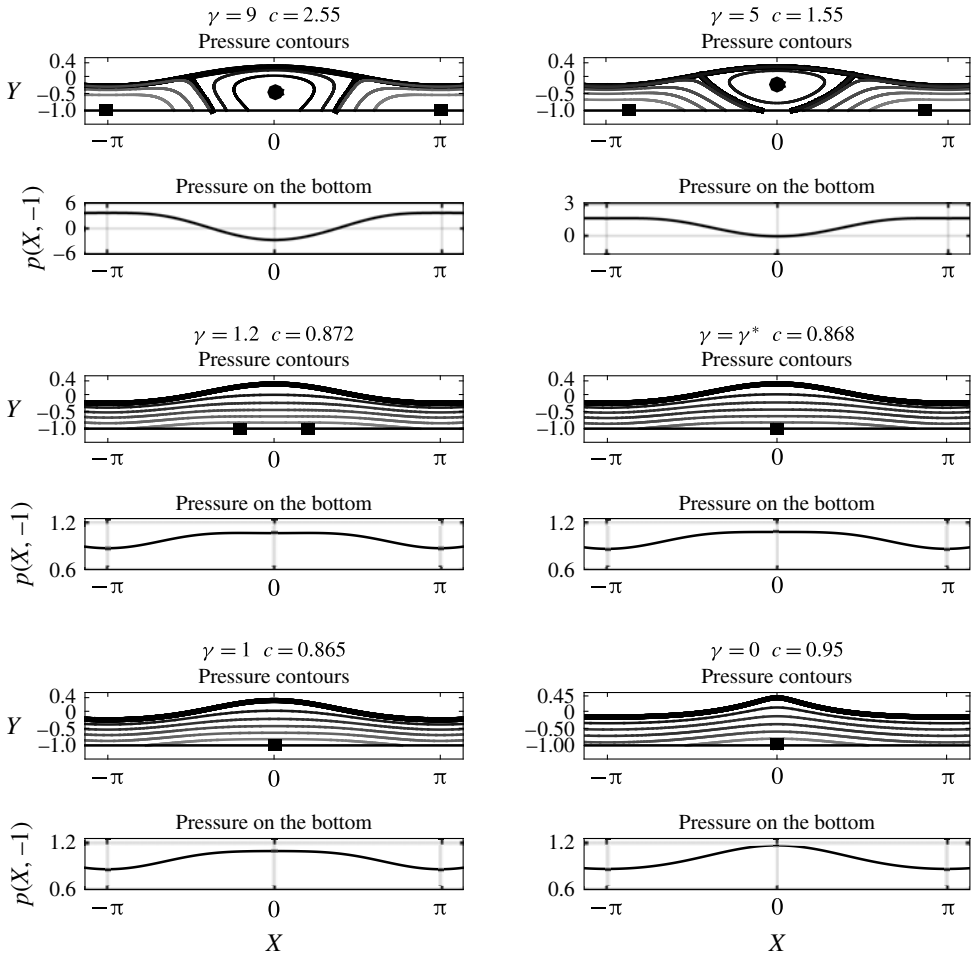 γ = 9 c = 2.55
Pressure contours
Y
0.4
0
−0.5
−1.0
−π
0
π
Pressure on the bottom
p(X, −1)
6
0
−6
−π
0
π
γ = 5 c = 1.55
Pressure contours
0.4
0
−0.5
−1.0
−π
0
π
Pressure on the bottom
3
0
−π
0
π
γ = 1.2 c = 0.872
Pressure contours
Y
0.4
0
−0.5
−1.0
−π
0
π
Pressure on the bottom
p(X, −1)
1.2
0.6
−π
0
π
γ = γ* c = 0.868
Pressure contours
0.4
0
−0.5
−1.0
−π
0
π
Pressure on the bottom
1.2
0.6
−π
0
π
γ = 1 c = 0.865
Pressure contours
Y
0.4
0
−0.5
−1.0
−π
0
π
Pressure on the bottom
p(X, −1)
1.2
0.6
−π
0
π
X
γ = 0 c = 0.95
Pressure contours
0.45
0
−0.50
−1.00
−π
0
π
Pressure on the bottom
1.2
0.6
−π
0
π
X